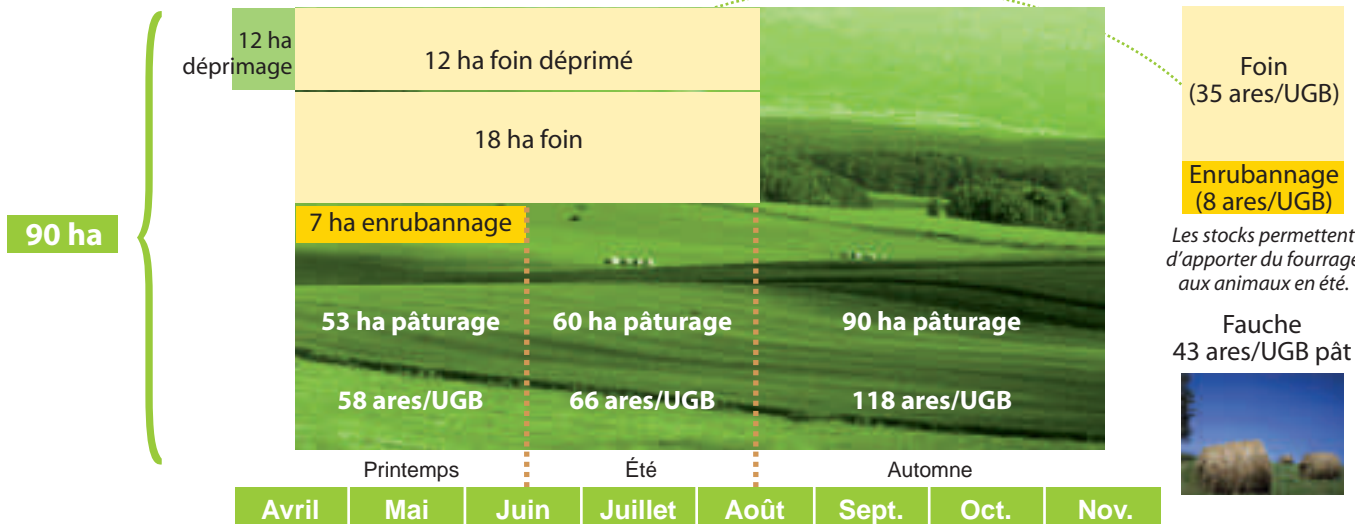 12 ha
déprimage
12 ha foin déprimé
18 ha foin
7 ha enrubannage
90 ha
53 ha pâturage
60 ha pâturage
90 ha pâturage
58 ares/UGB
66 ares/UGB
118 ares/UGB
Printemps
Été
Automne
Avril
Mai
Juin
Juillet
Août
Sept.
Oct.
Nov.
Foin
(35 ares/UGB)
Enrubannage
(8 ares/UGB)
Les stocks permettent
d'apporter du fourrage
aux animaux en été.
Fauche
43 ares/UGB pât